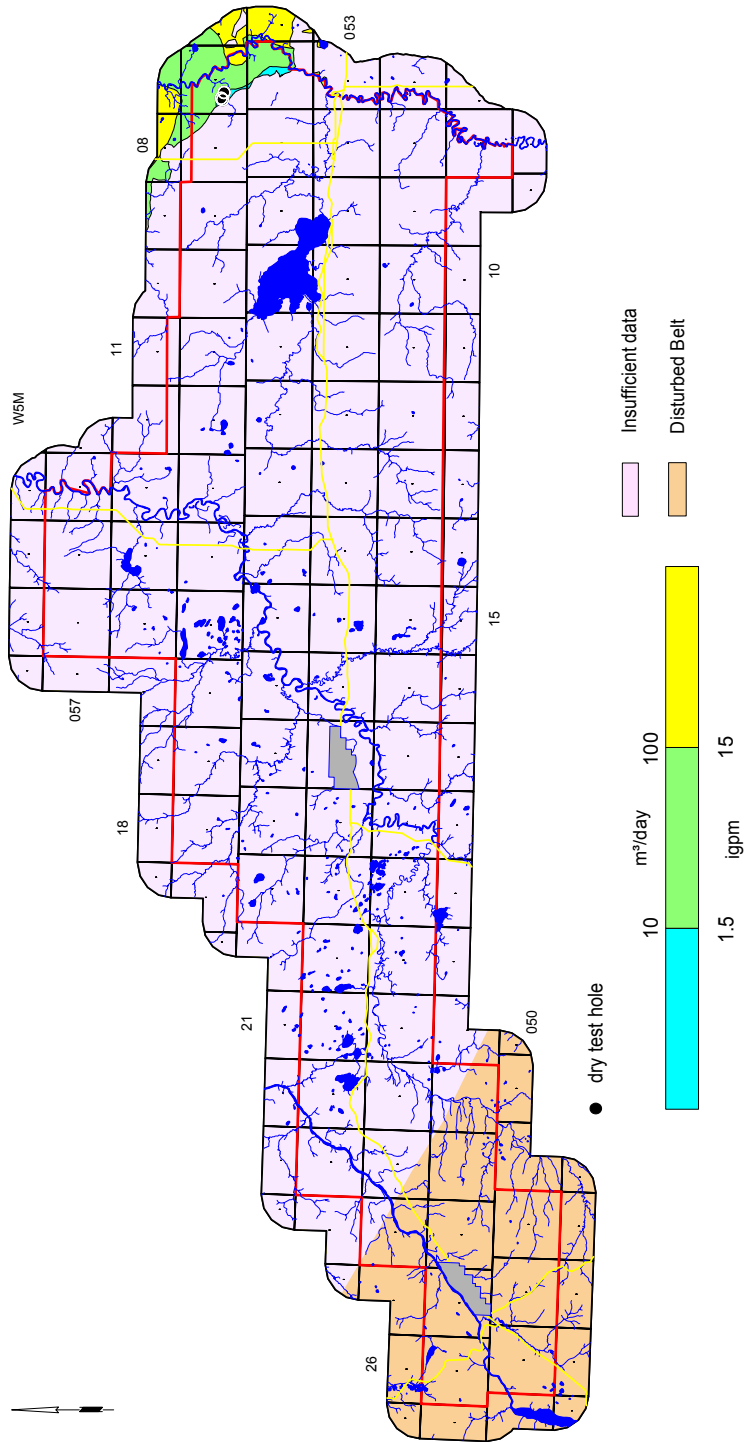 W5M
08
053
11
10
057
18
15
21
050
26
Insufficient data
Disturbed Belt
dry test hole
m³/day
10 100
1.5 15
igpm